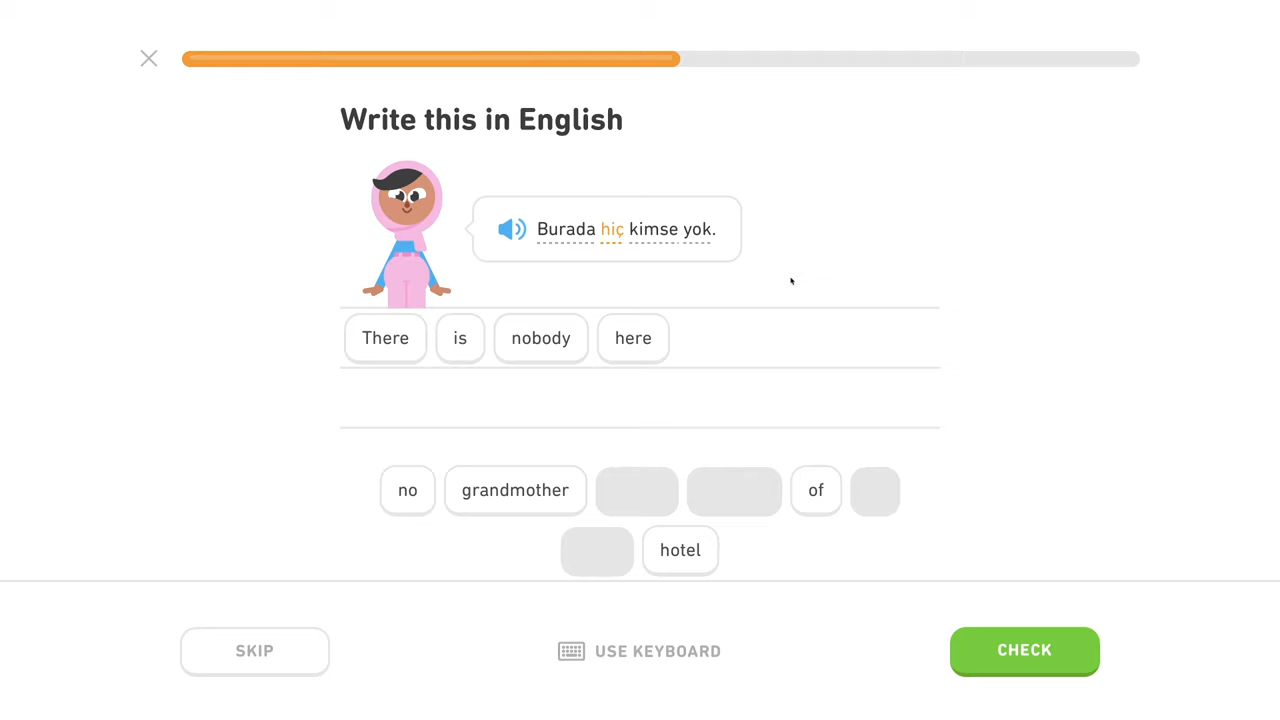 Write this in English
Burada hiç kimse yok.
There is nobody here
no grandmother of
hotel
SKIP USE KEYBOARD CHECK